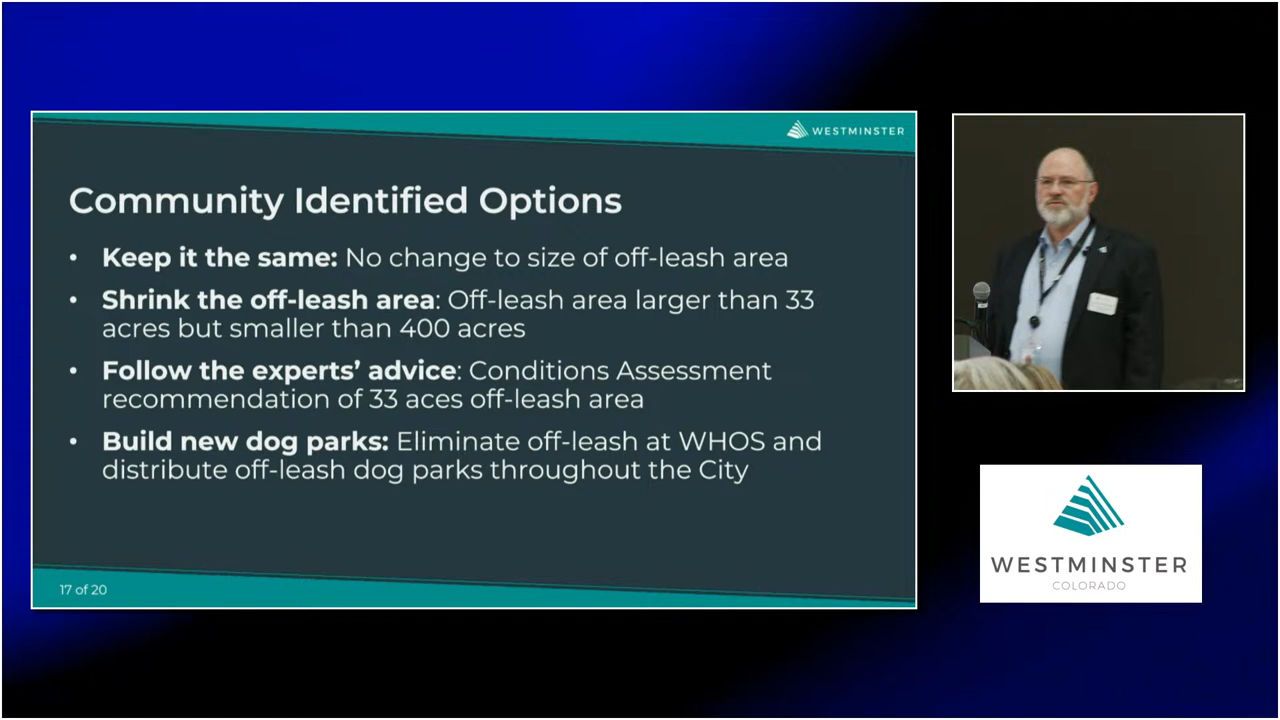 WESTMINSTER
Community Identified Options
• Keep it the same: No change to size of off-leash area
• Shrink the off-leash area: Off-leash area larger than 33
acres but smaller than 400 acres
• Follow the experts’ advice: Conditions Assessment
recommendation of 33 aces off-leash area
• Build new dog parks: Eliminate off-leash at WHOS and
distribute off-leash dog parks throughout the City
17 of 20
WESTMINSTER
COLORADO